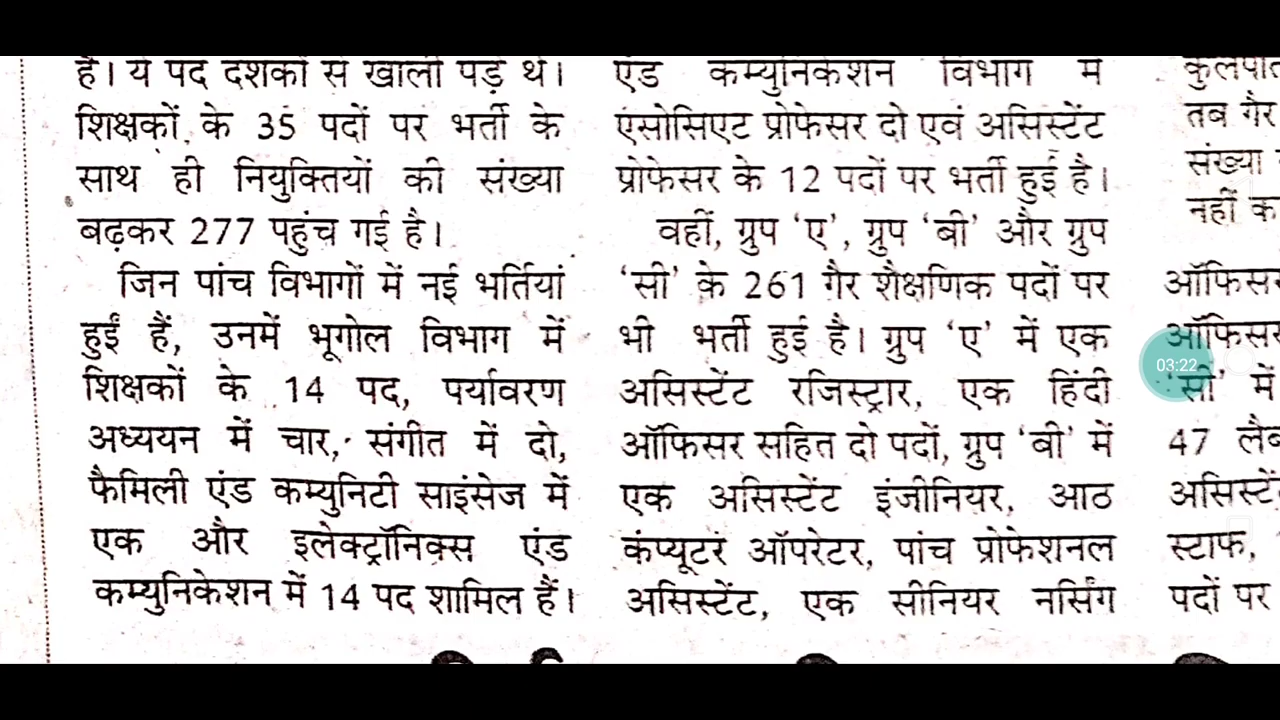 है। ये पद दशकों से खाली पड़े थे।
शिक्षकों के 35 पदों पर भर्ती के
साथ ही नियुक्तियों की संख्या
बढ़कर 277 पहुंच गई है।
जिन पांच विभागों में नई भर्तियां
हुईं हैं, उनमें भूगोल विभाग में
शिक्षकों के 14 पद, पर्यावरण
अध्ययन में चार, संगीत में दो,
फैमिली एंड कम्युनिटी साइंसेज में
एक और इलेक्ट्रॉनिक्स एंड
कम्युनिकेशन में 14 पद शामिल हैं।
एंड कम्युनिकेशन विभाग में
एसोसिएट प्रोफेसर दो एवं असिस्टेंट
प्रोफेसर के 12 पदों पर भर्ती हुई है।
वहीं, ग्रुप ‘ए’, ग्रुप ‘बी’ और ग्रुप
‘सी’ के 261 गैर शैक्षणिक पदों पर
भी भर्ती हुई है। ग्रुप ‘ए’ में एक
असिस्टेंट रजिस्ट्रार, एक हिंदी
ऑफिसर सहित दो पदों, ग्रुप ‘बी’ में
एक असिस्टेंट इंजीनियर, आठ
कंप्यूटर ऑपरेटर, पांच प्रोफेशनल
असिस्टेंट, एक सीनियर नर्सिंग
तब गैर
संख्या
नहीं
ऑफिसर
ऑफिसर
03:22
‘सी’ में
47
स्टाफ,
पदों पर